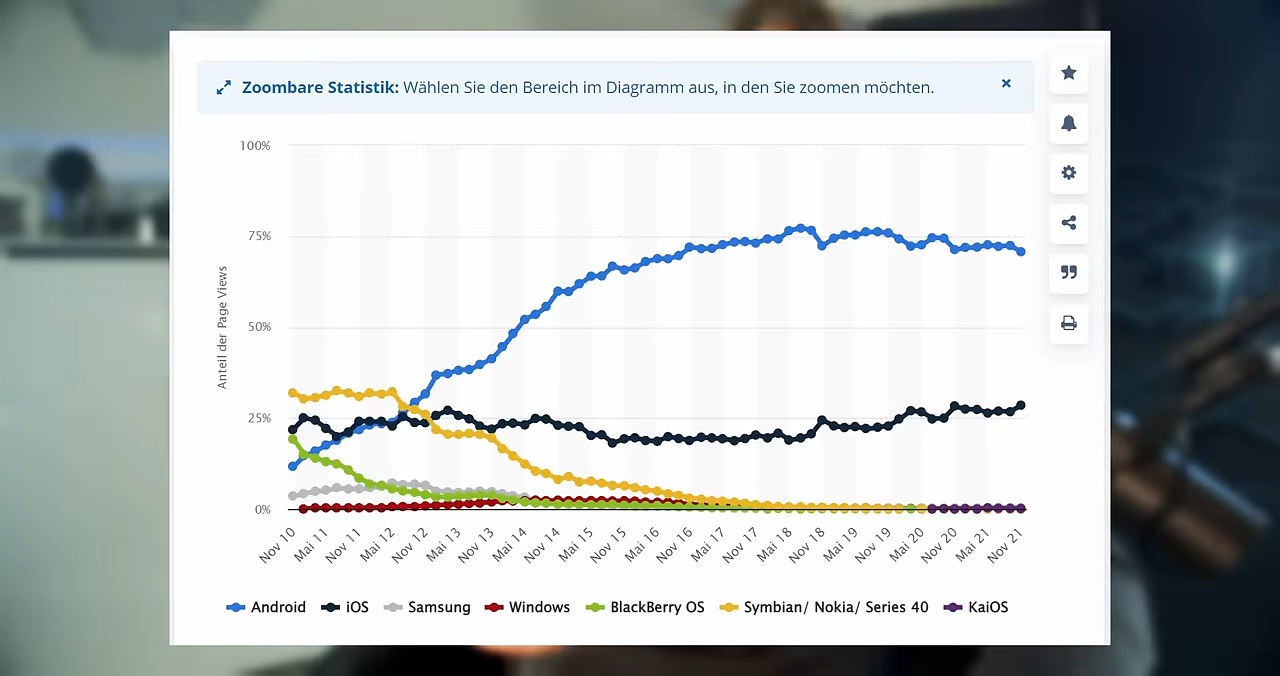 Zoombare Statistik: Wählen Sie den Bereich im Diagramm aus, in den Sie zoomen möchten.
100%
75%
50%
25%
0%
Anteil der Page Views
Nov 10
Mai 11
Nov 11
Mai 12
Nov 12
Mai 13
Nov 13
Mai 14
Nov 14
Mai 15
Nov 15
Mai 16
Nov 16
Mai 17
Nov 17
Mai 18
Nov 18
Mai 19
Nov 19
Mai 20
Nov 20
Mai 21
Nov 21
Android iOS Samsung Windows BlackBerry OS Symbian/ Nokia/ Series 40 KaiOS